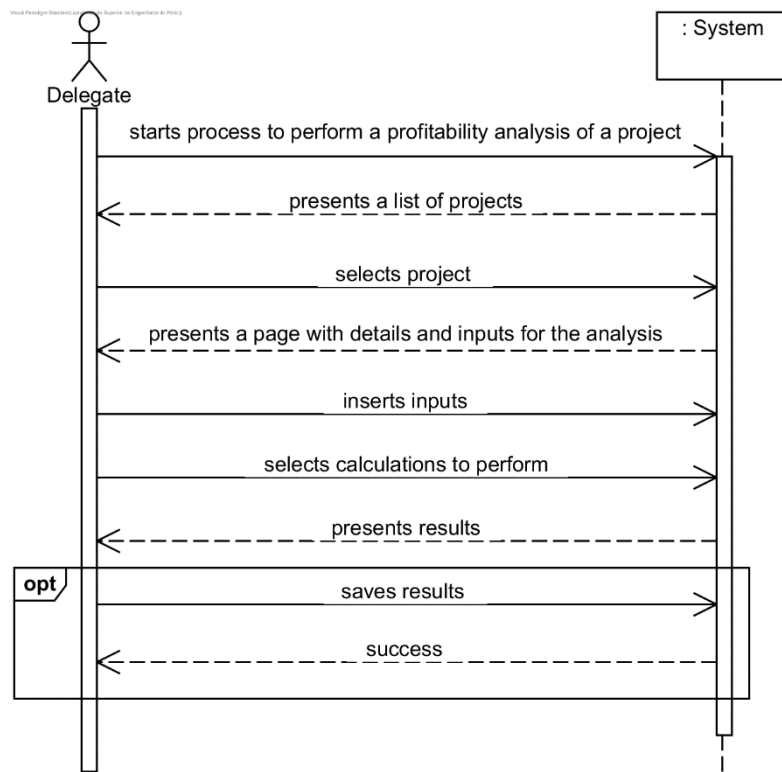 Delegate
: System
starts process to perform a profitability analysis of a project
presents a list of projects
selects project
presents a page with details and inputs for the analysis
inserts inputs
selects calculations to perform
presents results
opt
saves results
success